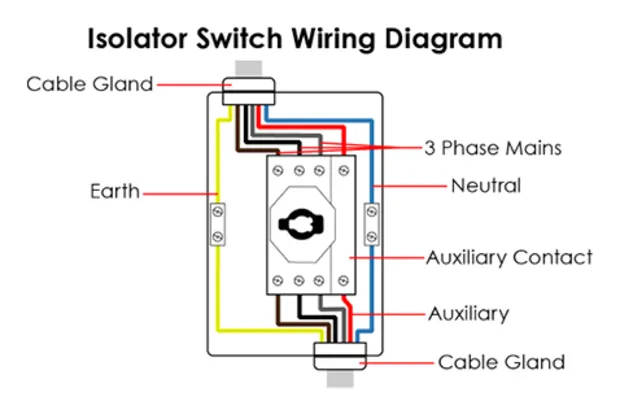 Isolator Switch Wiring Diagram
Cable Gland
3 Phase Mains
Earth
Neutral
Auxiliary Contact
Auxiliary
Cable Gland